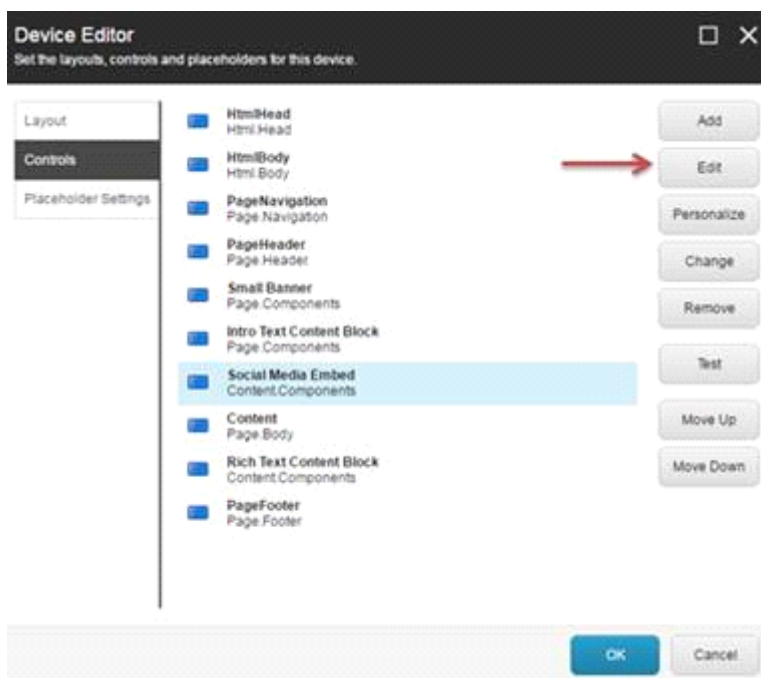 Device Editor
Set the layouts, controls and placeholders for this device.
Layout
Controls
Placeholder Settings
HtmlHead
Html.Head
HtmlBody
Html.Body
PageNavigation
Page.Navigation
PageHeader
Page.Header
Small Banner
Page.Components
Intro Text Content Block
Page.Components
Social Media Embed
Content.Components
Content
Page.Body
Rich Text Content Block
Content.Components
PageFooter
Page.Footer
Add
Edit
Personalize
Change
Remove
Test
Move Up
Move Down
OK
Cancel